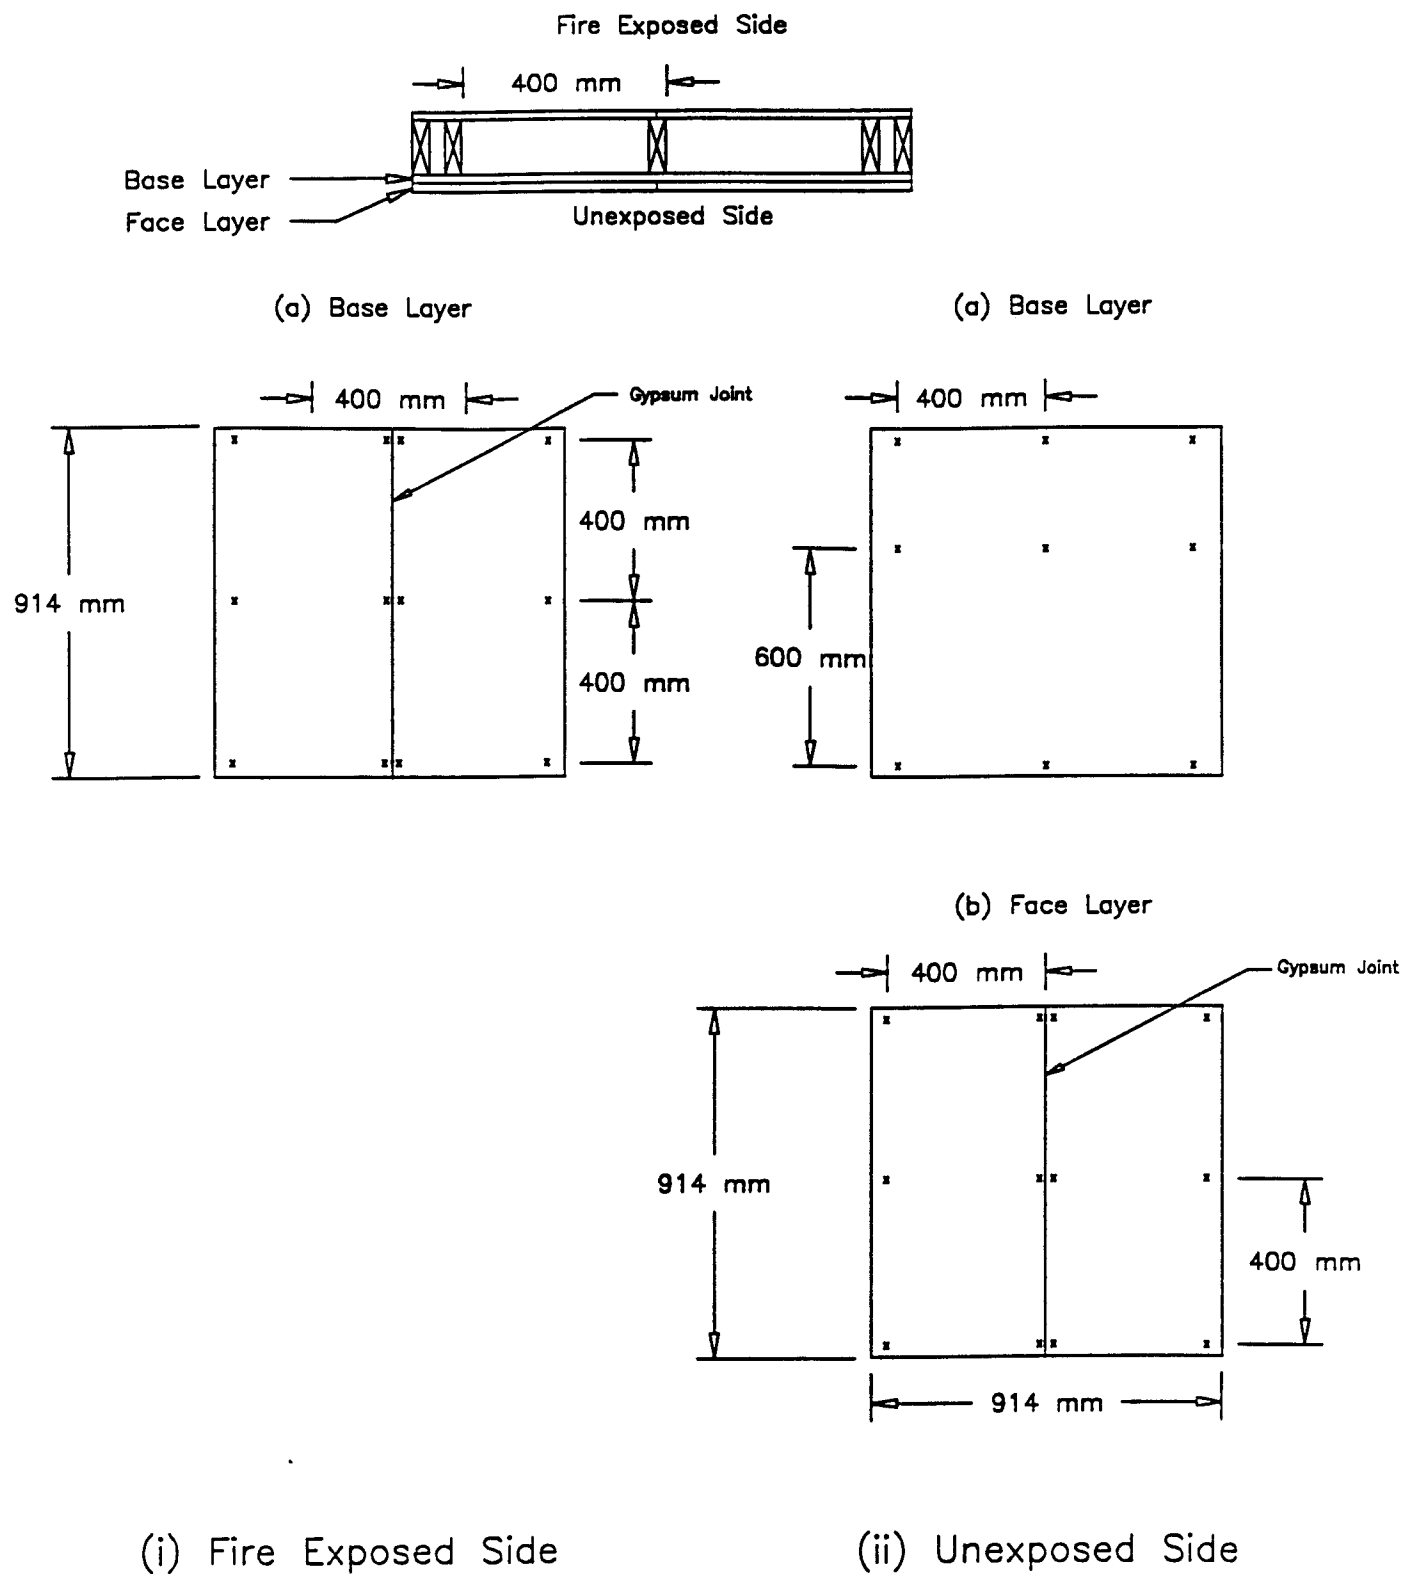 Fire Exposed Side
400 mm
Base Layer
Face Layer
Unexposed Side
(a) Base Layer
400 mm
Gypsum Joint
914 mm
400 mm
400 mm
(a) Base Layer
400 mm
600 mm
(b) Face Layer
400 mm
Gypsum Joint
914 mm
400 mm
914 mm
(i) Fire Exposed Side
(ii) Unexposed Side